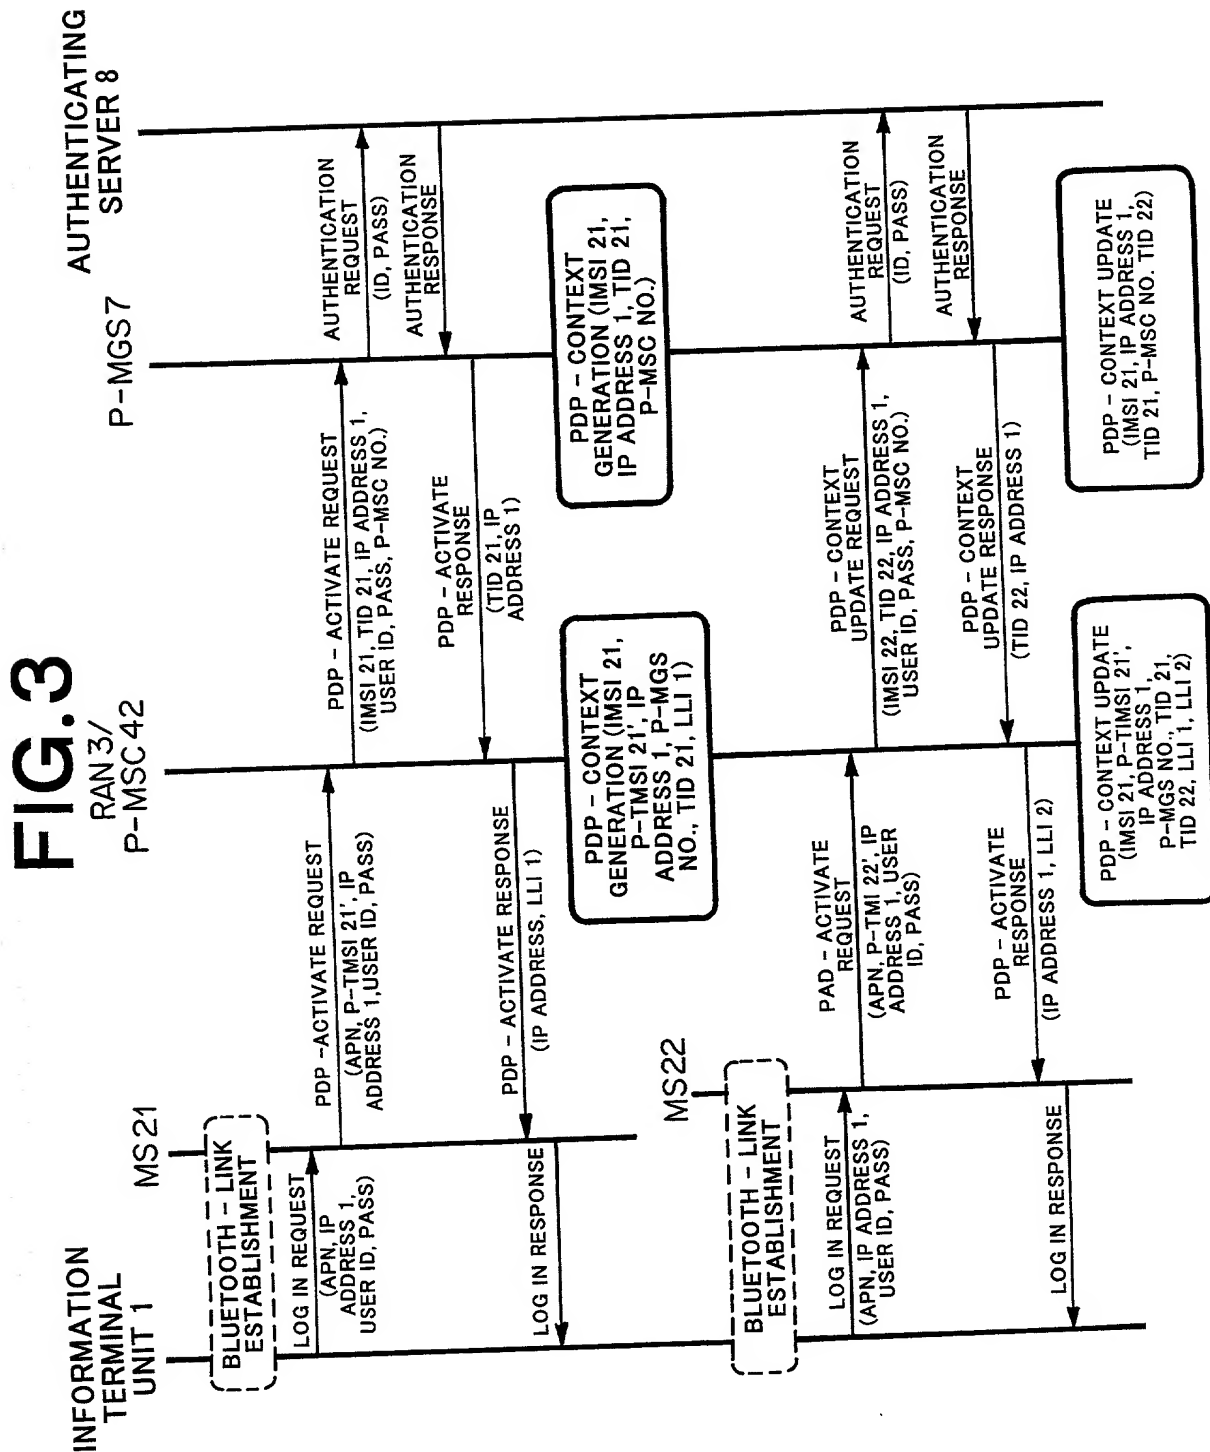 FIG.3
INFORMATION
TERMINAL
UNIT 1
MS21
RAN3/
P-MSC42
P-MGS7
AUTHENTICATING
SERVER 8
BLUETOOTH - LINK
ESTABLISHMENT
LOG IN REQUEST
(APN, IP
ADDRESS 1,
USER ID, PASS)
PDP -ACTIVATE REQUEST
(APN, P-TMSI 21', IP
ADDRESS 1,USER ID, PASS)
PDP - ACTIVATE REQUEST
(IMSI 21, TID 21, IP ADDRESS 1,
USER ID, PASS, P-MSC NO.)
AUTHENTICATION
REQUEST
(ID, PASS)
AUTHENTICATION
RESPONSE
PDP - ACTIVATE
RESPONSE
(TID 21, IP
ADDRESS 1)
PDP - ACTIVATE RESPONSE
(IP ADDRESS, LLI 1)
LOG IN RESPONSE
PDP - CONTEXT
GENERATION (IMSI 21,
P-TMSI 21', IP
ADDRESS 1, P-MGS
NO., TID 21, LLI 1)
PDP - CONTEXT
GENERATION (IMSI 21,
IP ADDRESS 1, TID 21,
P-MSC NO.)
MS22
BLUETOOTH - LINK
ESTABLISHMENT
LOG IN REQUEST
(APN, IP ADDRESS 1,
USER ID, PASS)
PAD - ACTIVATE
REQUEST
(APN, P-TMI 22', IP
ADDRESS 1, USER
ID, PASS)
PDP - CONTEXT
UPDATE REQUEST
(IMSI 22, TID 22, IP ADDRESS 1,
USER ID, PASS, P-MSC NO.)
AUTHENTICATION
REQUEST
(ID, PASS)
AUTHENTICATION
RESPONSE
PDP - CONTEXT
UPDATE RESPONSE
(TID 22, IP ADDRESS 1)
PDP - ACTIVATE
RESPONSE
(IP ADDRESS 1, LLI 2)
LOG IN RESPONSE
PDP - CONTEXT UPDATE
(IMSI 21, P-TIMSI 21',
IP ADDRESS 1,
P-MGS NO., TID 21,
TID 22, LLI 1, LLI 2)
PDP - CONTEXT UPDATE
(IMSI 21, IP ADDRESS 1,
TID 21, P-MSC NO. TID 22)